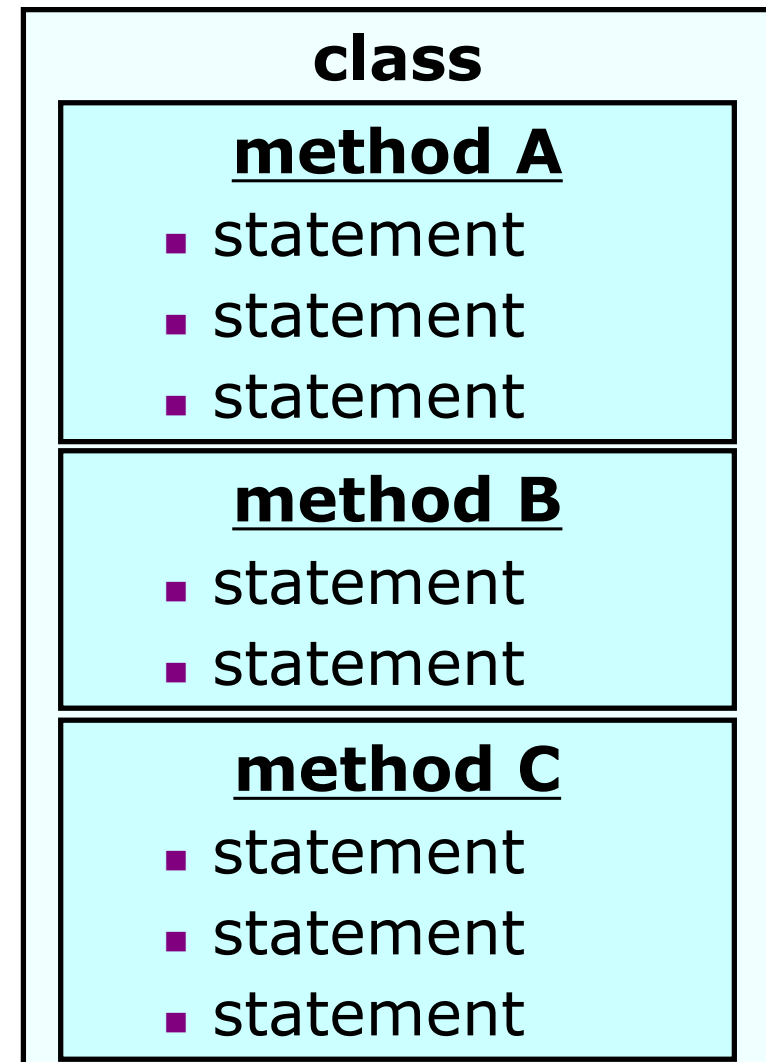 class
method A
▪ statement
▪ statement
▪ statement
method B
▪ statement
▪ statement
method C
▪ statement
▪ statement
▪ statement